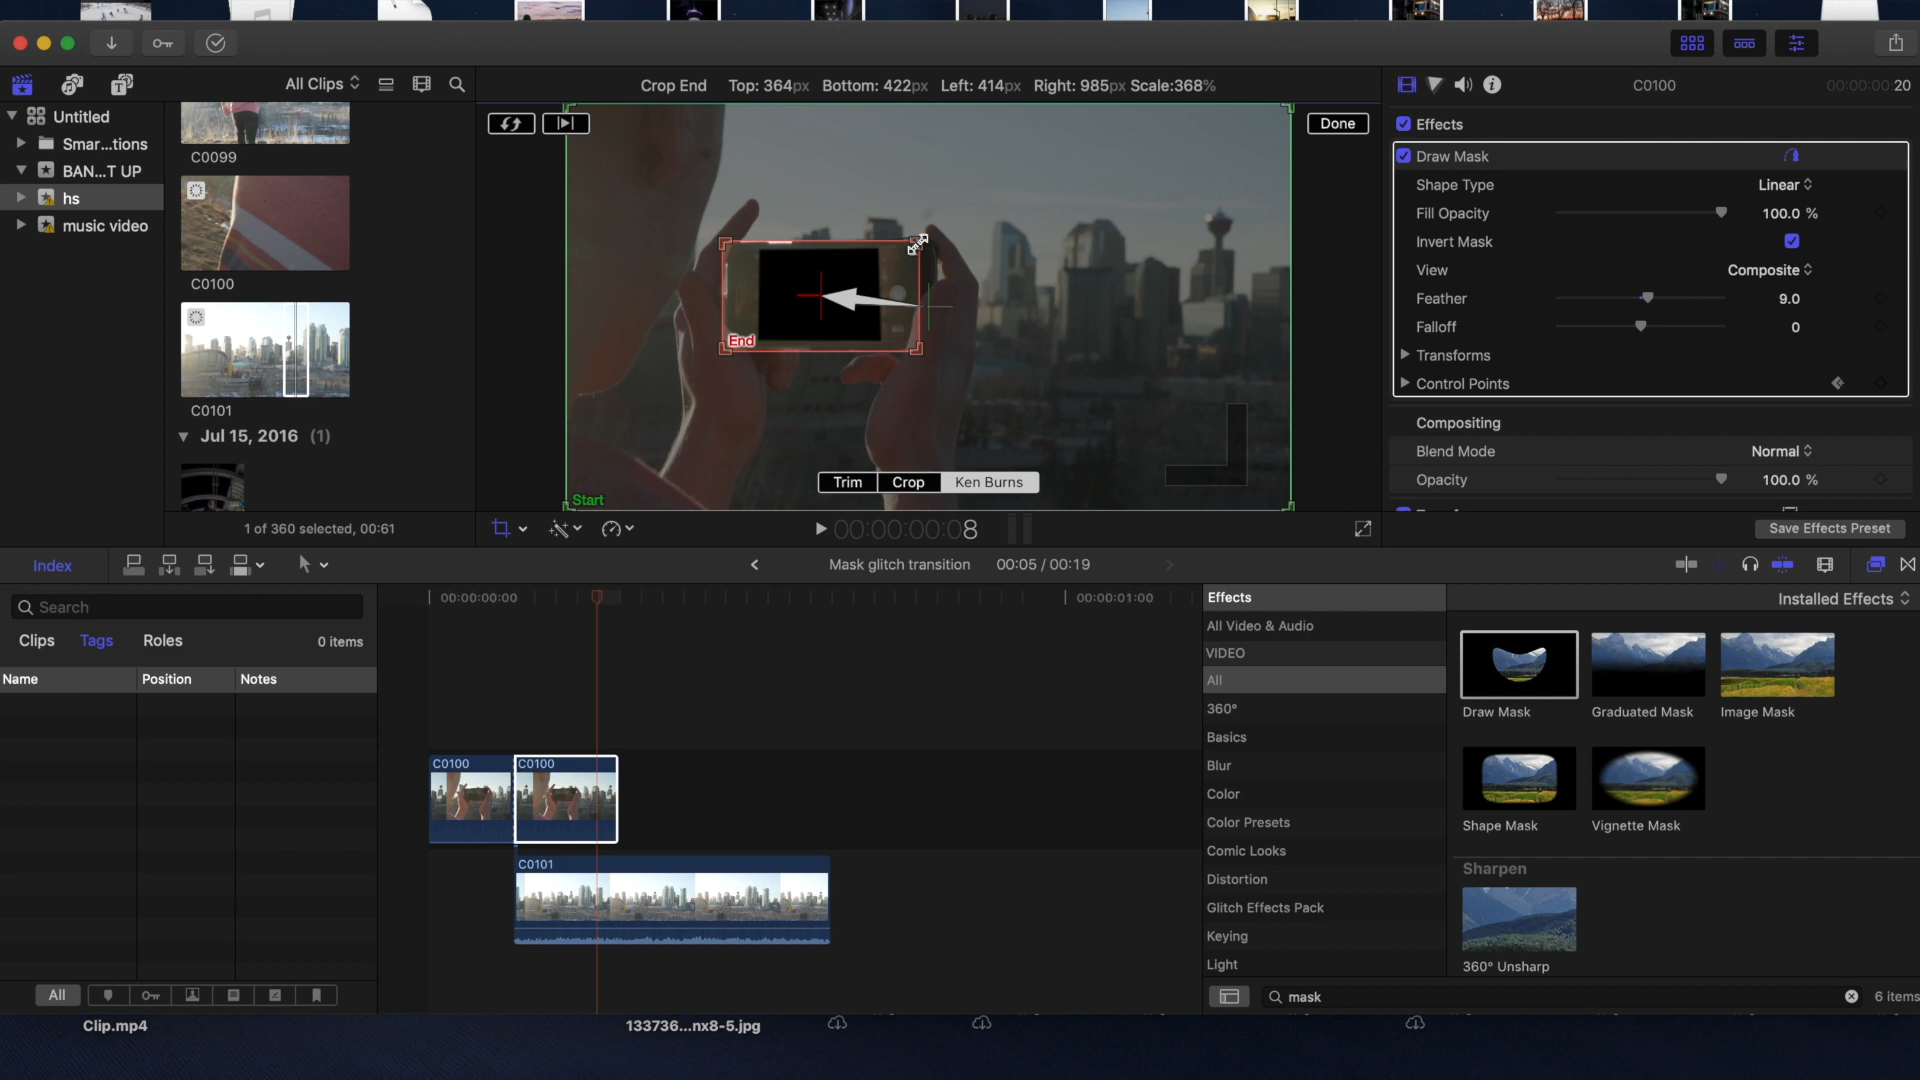 All Clips
Crop End Top: 364px Bottom: 422px Left: 414px Right: 985px Scale:368%
C0100
00:00:00:00:20
Done
Untitled
Smar...tions
BAN...T UP
hs
music video
C0099
C0100
C0101
Jul 15, 2016 (1)
1 of 360 selected, 00:61
End
Start
Trim
Crop
Ken Burns
00:00:00:08
Effects
Draw Mask
Shape Type Linear
Fill Opacity 100.0 %
Invert Mask
View Composite
Feather 9.0
Falloff 0
Transforms
Control Points
Compositing
Blend Mode Normal
Opacity 100.0 %
Save Effects Preset
Index
Mask glitch transition 00:05 / 00:19
Search
Clips Tags Roles 0 items
Name Position Notes
00:00:00:00
00:00:01:00
C0100
C0100
C0101
All
Effects
All Video & Audio
VIDEO
All
360°
Basics
Blur
Color
Color Presets
Comic Looks
Distortion
Glitch Effects Pack
Keying
Light
Installed Effects
Draw Mask
Graduated Mask
Image Mask
Shape Mask
Vignette Mask
Sharpen
360° Unsharp
mask
6 items
Clip.mp4
133736...nx8-5.jpg